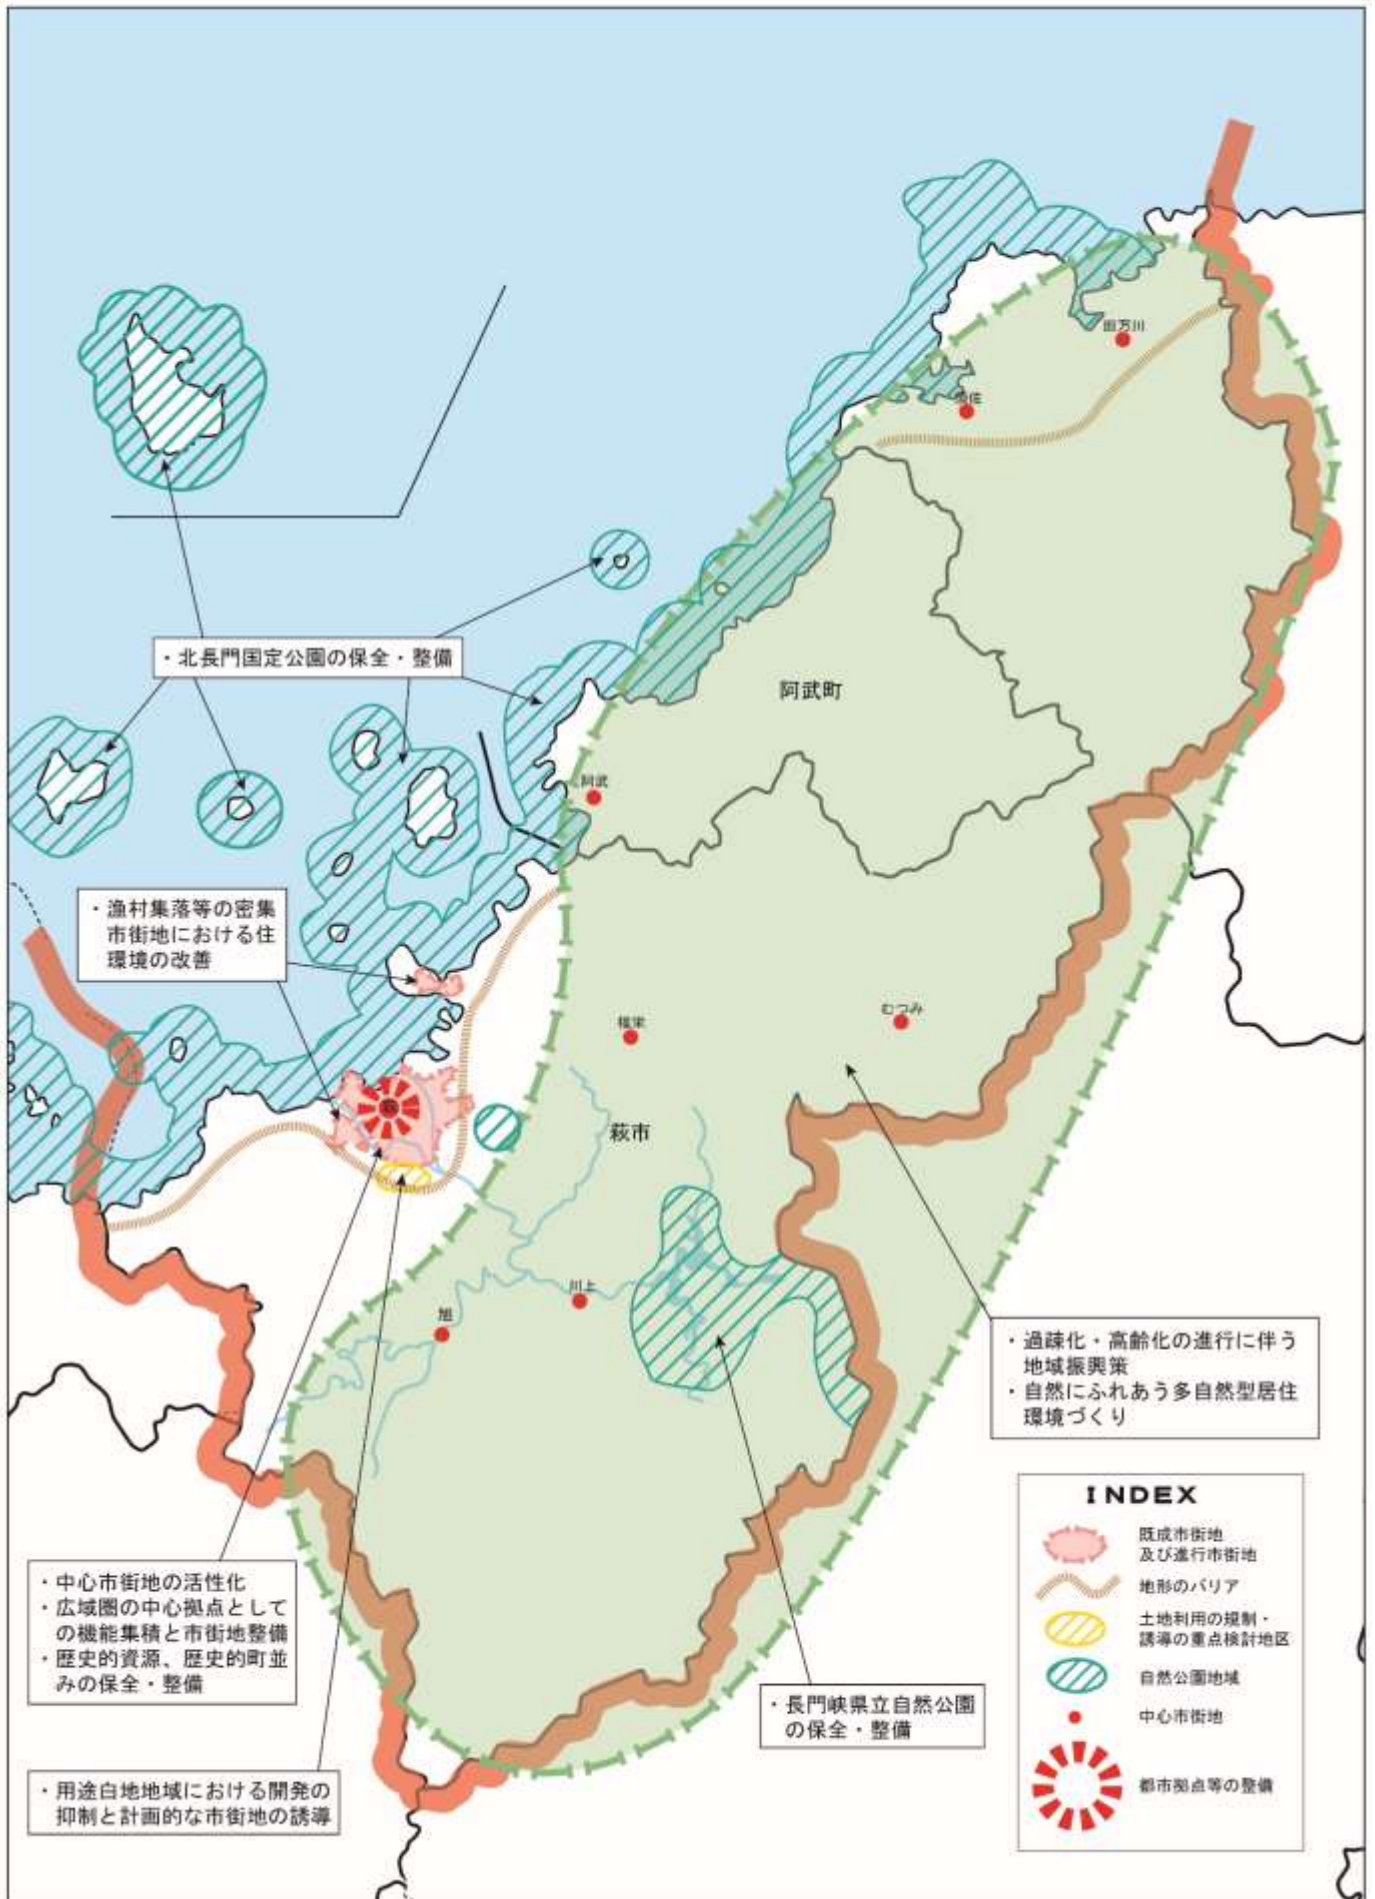 田万川
須佐
・北長門国定公園の保全・整備
阿武町
阿武
・漁村集落等の密集
市街地における住
環境の改善
福栄
むつみ
萩市
川上
旭
・過疎化・高齢化の進行に伴う
地域振興策
・自然にふれあう多自然型居住
環境づくり
・中心市街地の活性化
・広域圏の中心拠点として
の機能集積と市街地整備
・歴史的資源、歴史的町並
みの保全・整備
・長門峡県立自然公園
の保全・整備
・用途白地地域における開発の
抑制と計画的な市街地の誘導
INDEX
既成市街地
及び進行市街地
地形のバリア
土地利用の規制・
誘導の重点検討地区
自然公園地域
中心市街地
都市拠点等の整備